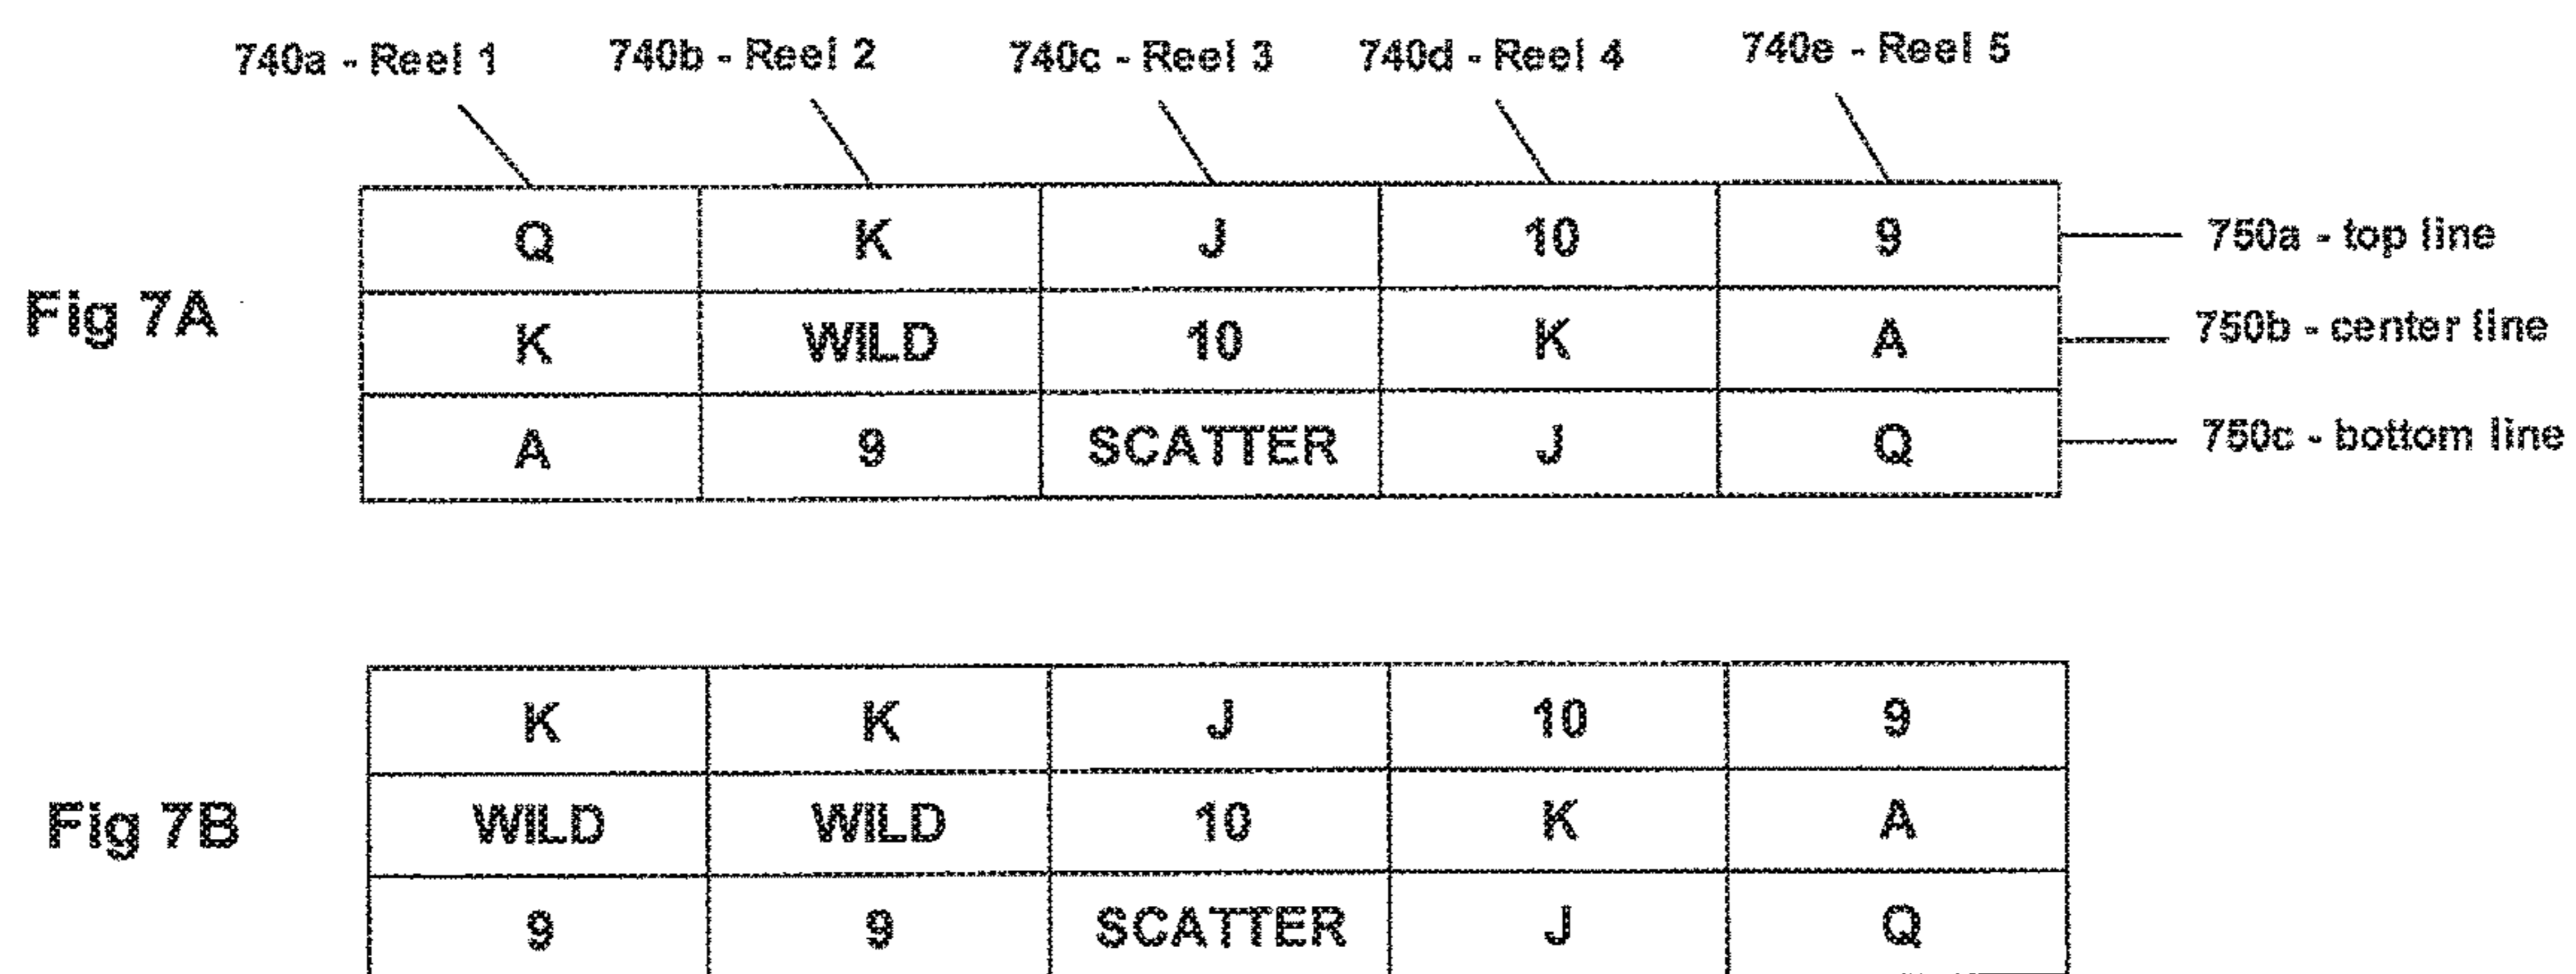 740a - Reel 1 740b - Reel 2 740c - Reel 3 740d - Reel 4 740e - Reel 5
Q K J 10 9 750a - top line
Fig 7A K WILD 10 K A 750b - center line
A 9 SCATTER J Q 750c - bottom line
K K J 10 9
Fig 7B WILD WILD 10 K A
9 9 SCATTER J Q